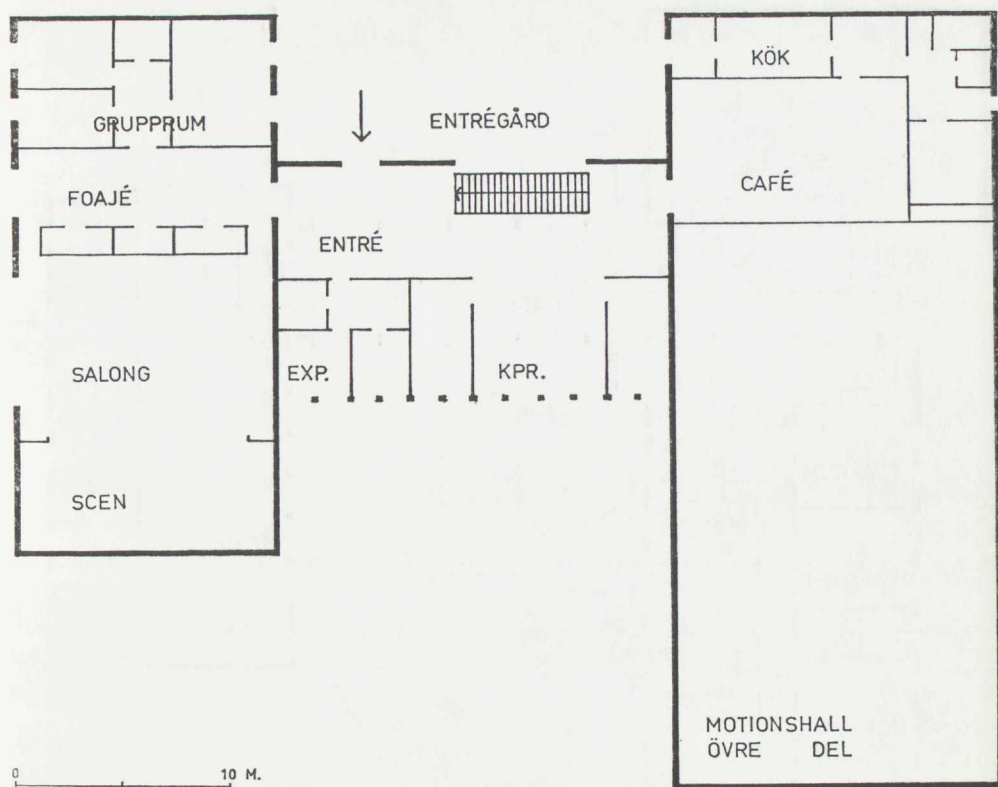 KÖK
GRUPPRUM
ENTRÉGÅRD
FOAJÉ
CAFÉ
ENTRÉ
SALONG
EXP.
KPR.
SCEN
MOTIONSHALL
ÖVRE DEL
0 10 M.